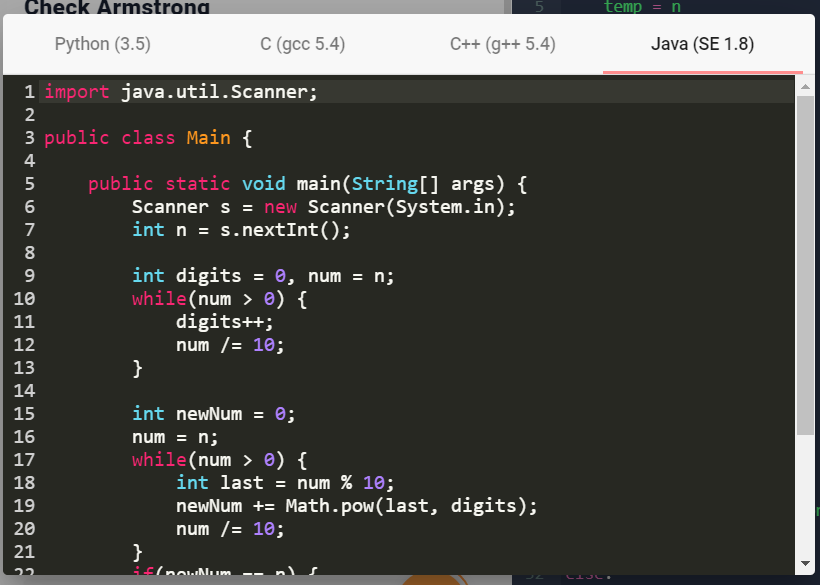 Check Armstrong
5 temp = n
Python (3.5) C (gcc 5.4) C++ (g++ 5.4) Java (SE 1.8)
1 import java.util.Scanner;
2
3 public class Main {
4
5 public static void main(String[] args) {
6 Scanner s = new Scanner(System.in);
7 int n = s.nextInt();
8
9 int digits = 0, num = n;
10 while(num > 0) {
11 digits++;
12 num /= 10;
13 }
14
15 int newNum = 0;
16 num = n;
17 while(num > 0) {
18 int last = num % 10;
19 newNum += Math.pow(last, digits);
20 num /= 10;
21 }
22 if(newNum == n) {
32 else: